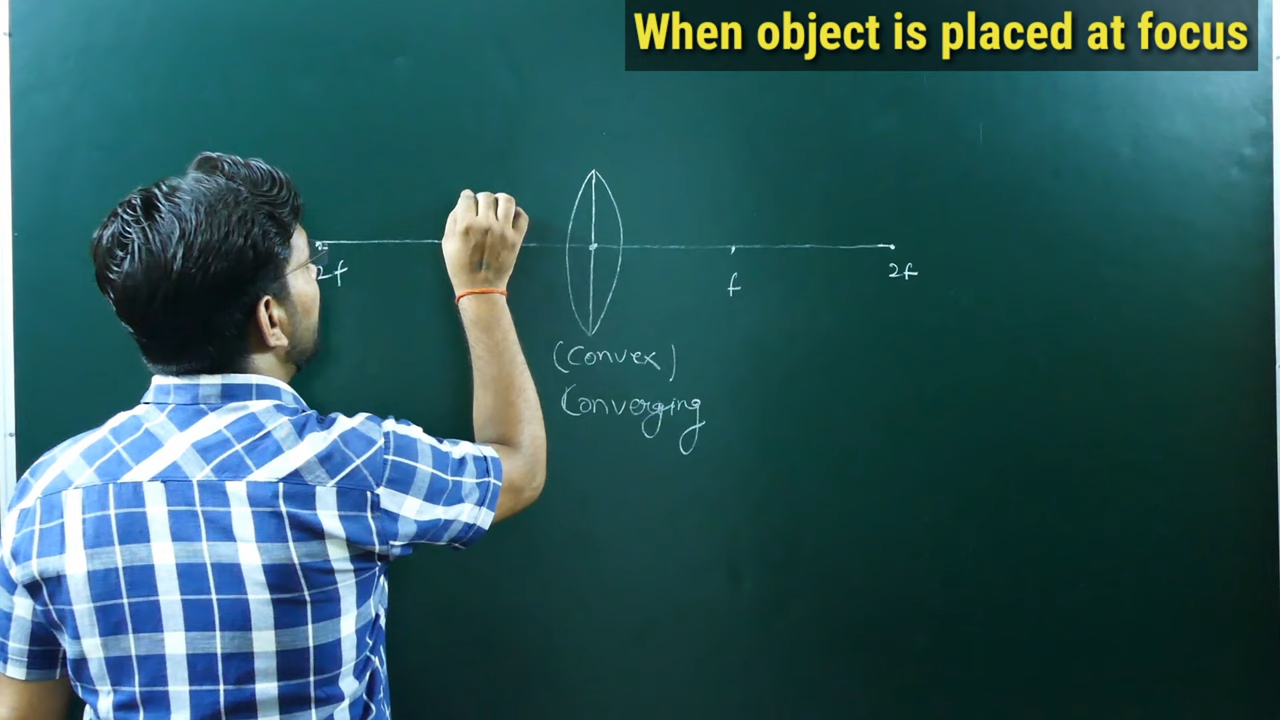 When object is placed at focus
2f
f
2f
(Convex)
Converging